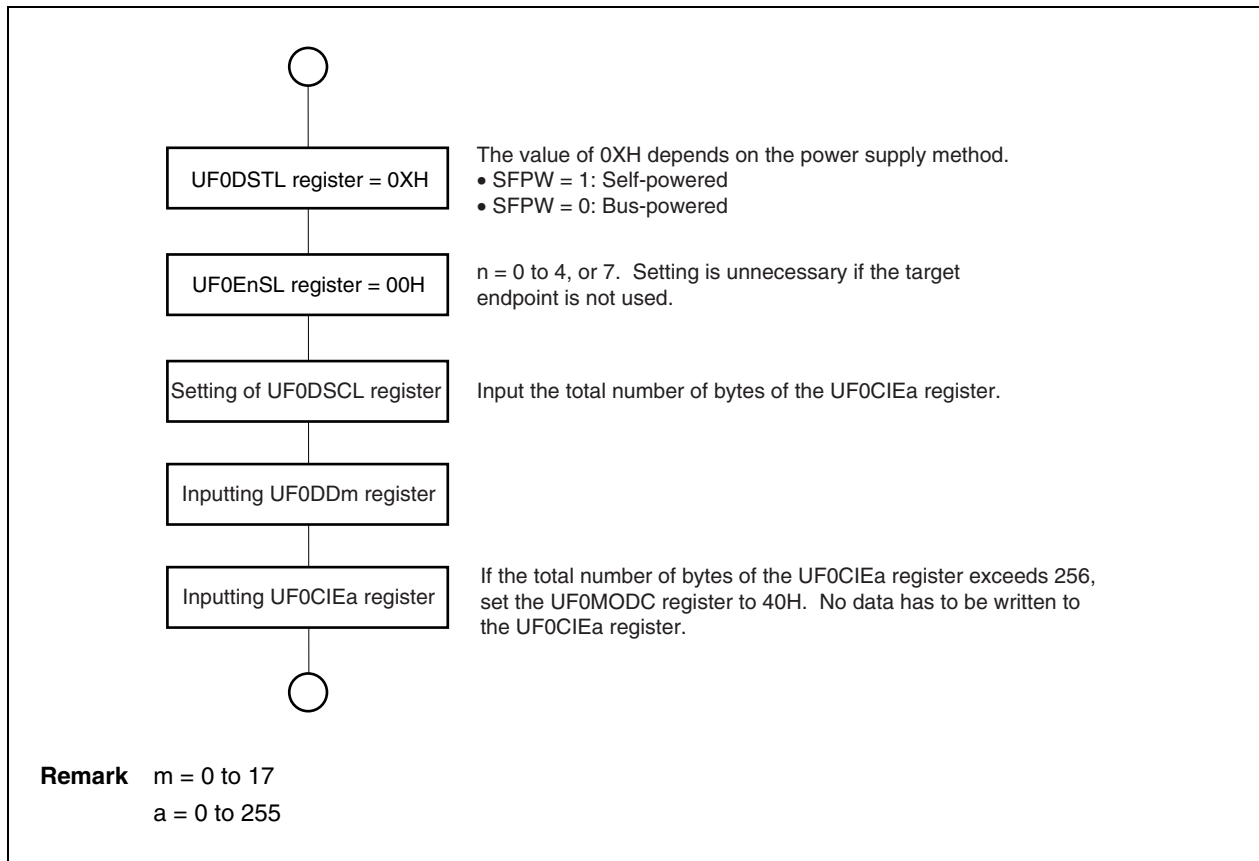 UF0DSTL register = 0XH
The value of 0XH depends on the power supply method.
• SFPW = 1: Self-powered
• SFPW = 0: Bus-powered
UF0EnSL register = 00H
n = 0 to 4, or 7.  Setting is unnecessary if the target
endpoint is not used.
Setting of UF0DSCL register
Input the total number of bytes of the UF0CIEa register.
Inputting UF0DDm register
Inputting UF0CIEa register
If the total number of bytes of the UF0CIEa register exceeds 256,
set the UF0MODC register to 40H.  No data has to be written to
the UF0CIEa register.
Remark m = 0 to 17
a = 0 to 255